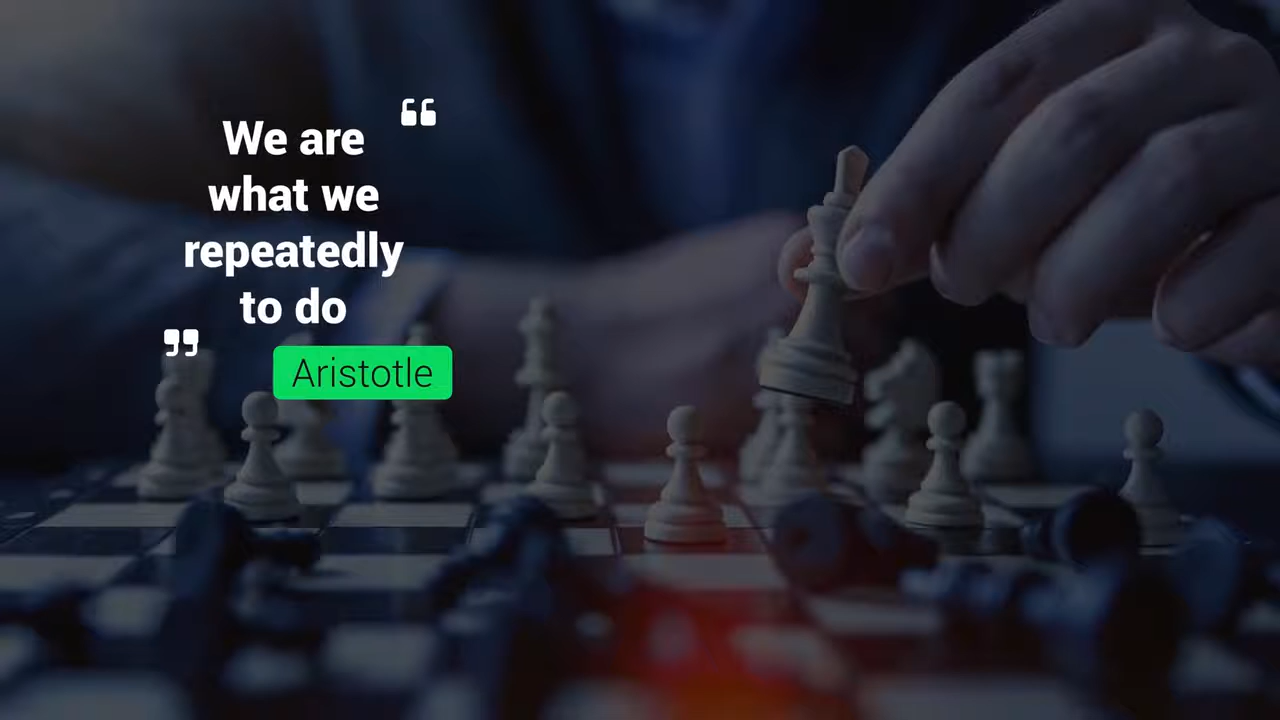 “
We are
what we
repeatedly
to do
”
Aristotle